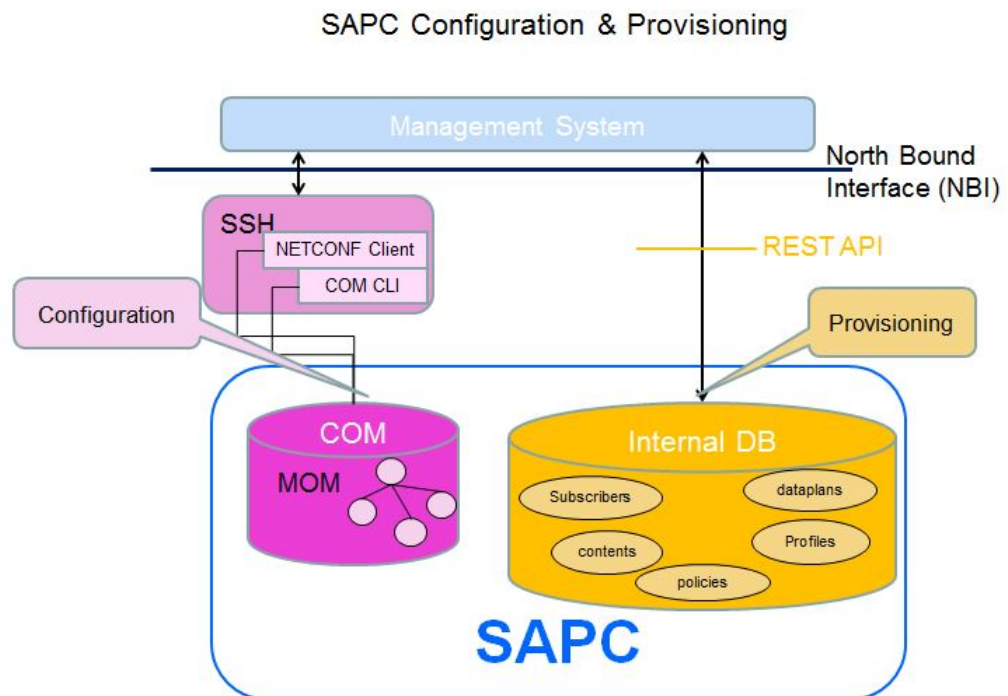 SAPC Configuration & Provisioning
Management System
North Bound
Interface (NBI)
SSH
NETCONF Client
COM CLI
REST API
Configuration
Provisioning
COM
MOM
Internal DB
Subscribers
dataplans
contents
Profiles
policies
SAPC